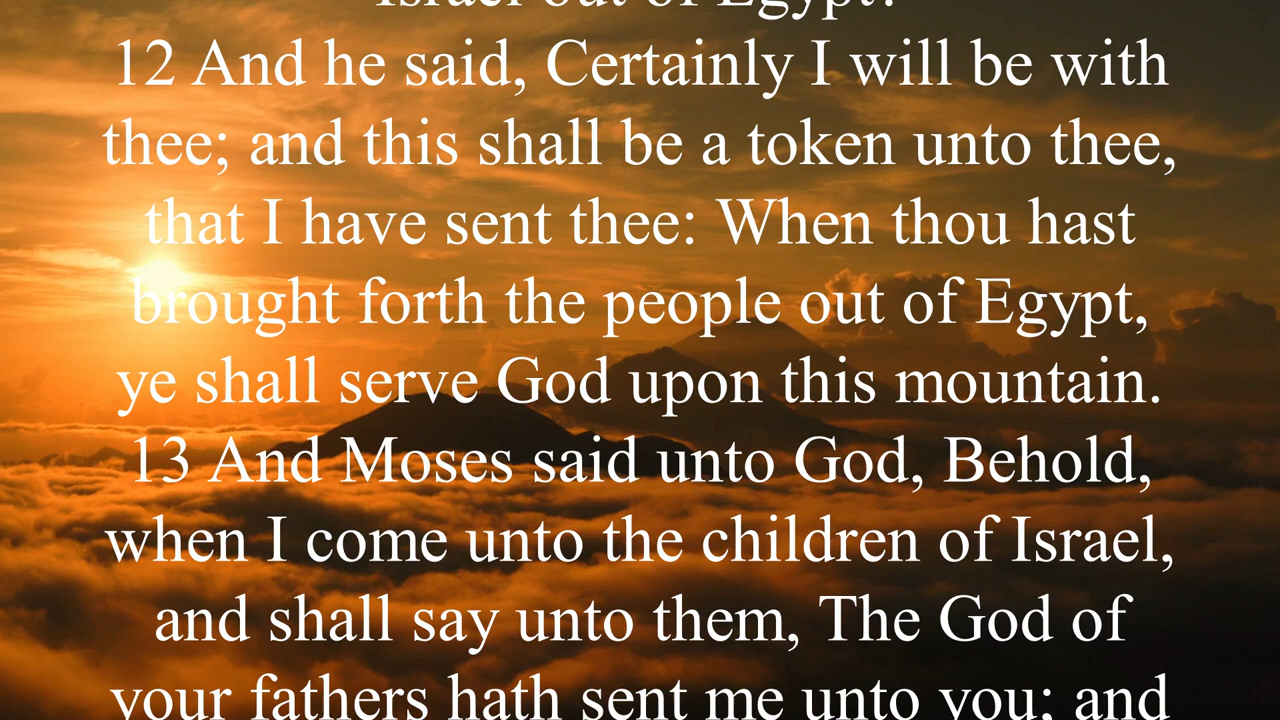 Israel out of Egypt?
12 And he said, Certainly I will be with
thee; and this shall be a token unto thee,
that I have sent thee: When thou hast
brought forth the people out of Egypt,
ye shall serve God upon this mountain.
13 And Moses said unto God, Behold,
when I come unto the children of Israel,
and shall say unto them, The God of
your fathers hath sent me unto you; and